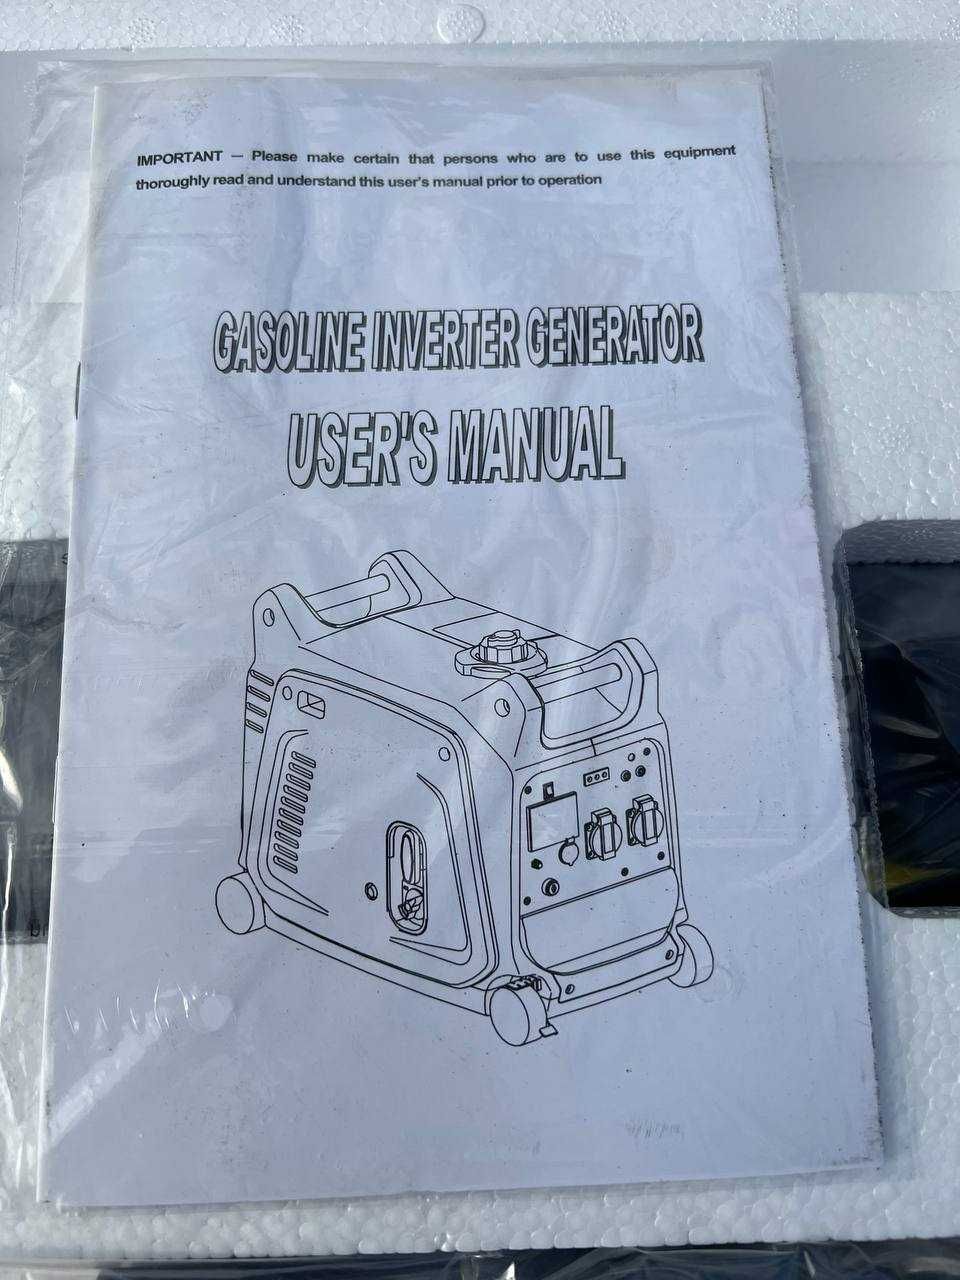 IMPORTANT — Please make certain that persons who are to use this equipment
thoroughly read and understand this user's manual prior to operation
GASOLINE INVERTER GENERATOR
USER'S MANUAL